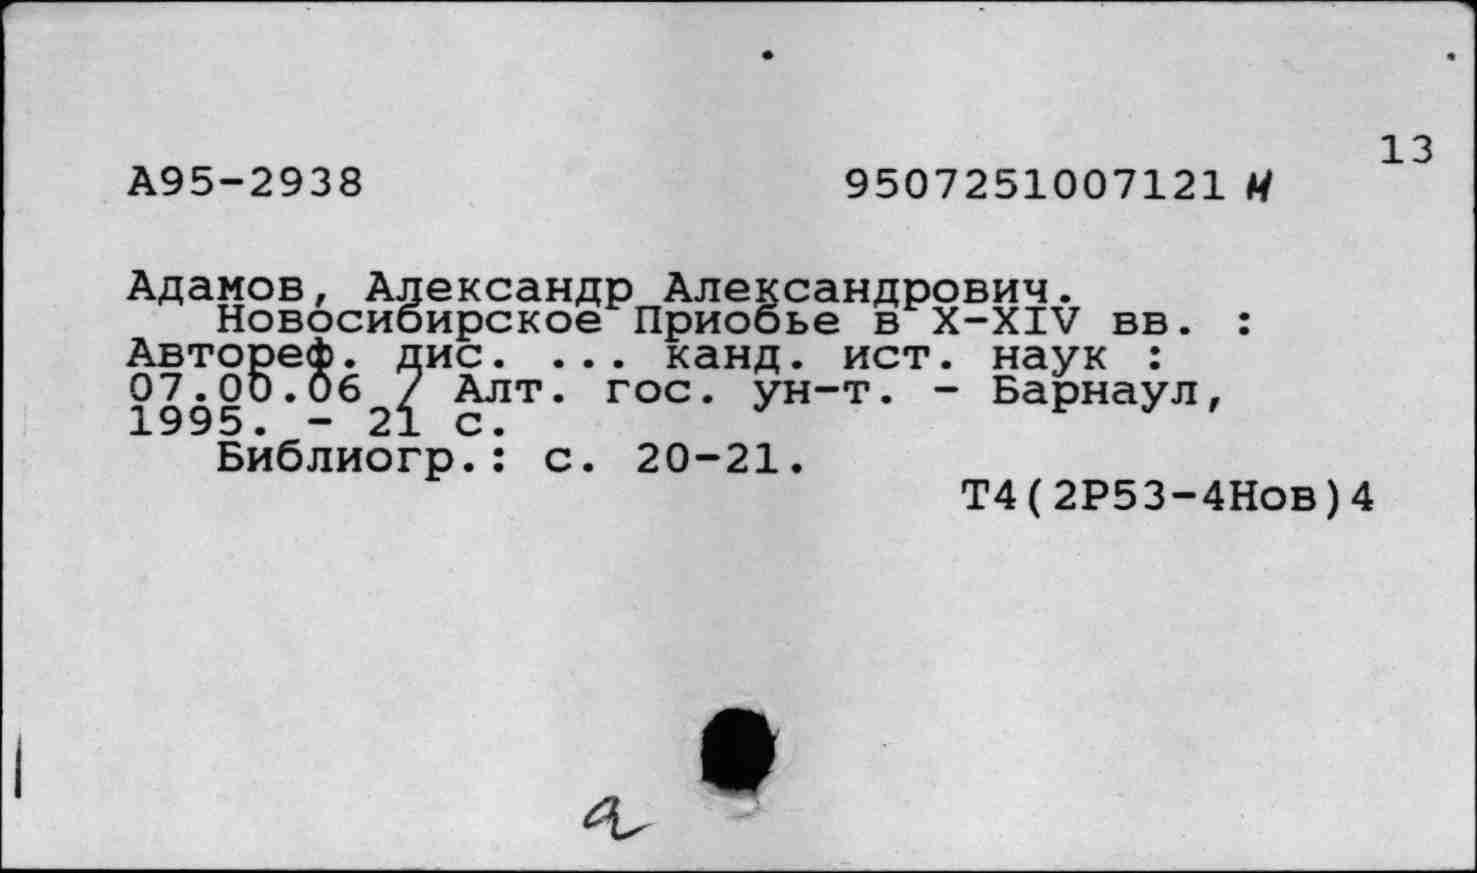 13
А95-2938 9507251007121 И
Адамов, Александр Александрович.
Новосибирское Приобье в X-XIV вв. :
Автореф. дис. ... канд. ист. наук :
07.00.06 / Алт. гос. ун-т. - Барнаул,
1995. - 21 с.
Библиогр.: с. 20-21.
Т4(2Р53-4Нов)4